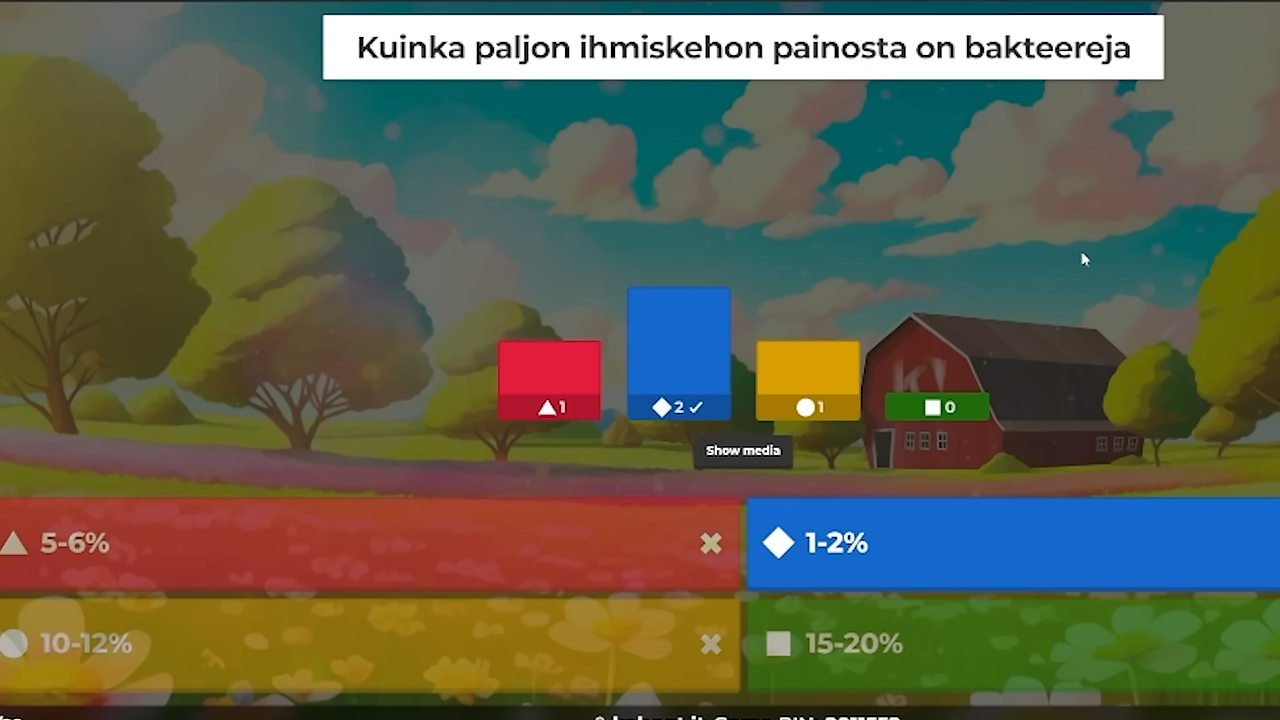 Kuinka paljon ihmiskehon painosta on bakteereja
K!
1
2
1
0
Show media
5-6%
1-2%
10-12%
15-20%